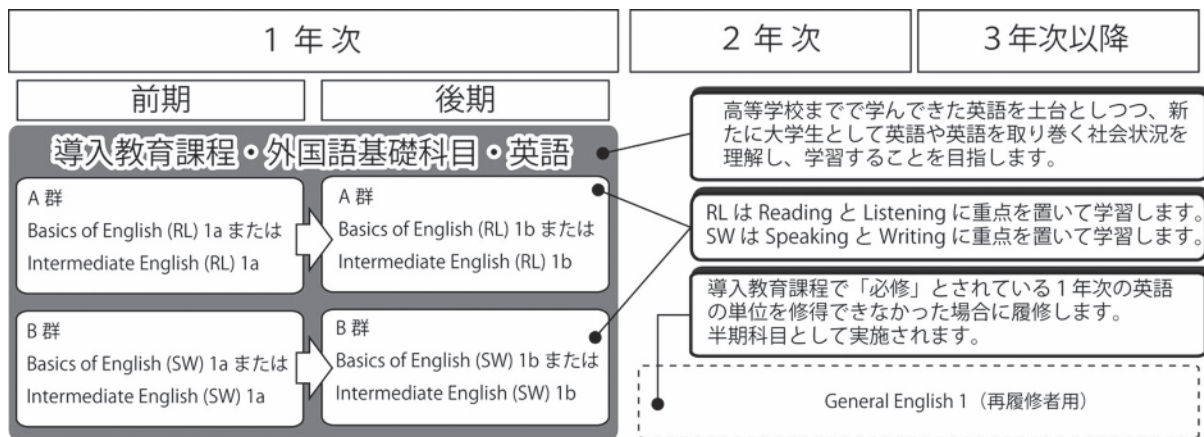 1 年 次
2 年 次
3 年次以降
前期
後期
導入教育課程・外国語基礎科目・英語
A 群
Basics of English (RL) 1a または
Intermediate English (RL) 1a
A 群
Basics of English (RL) 1b または
Intermediate English (RL) 1b
B 群
Basics of English (SW) 1a または
Intermediate English (SW) 1a
B 群
Basics of English (SW) 1b または
Intermediate English (SW) 1b
高等学校までで学んできた英語を土台としつつ、新
たに大学生として英語や英語を取り巻く社会状況を
理解し、学習することを目指します。
RL は Reading と Listening に重点を置いて学習します。
SW は Speaking と Writing に重点を置いて学習します。
導入教育課程で「必修」とされている 1 年次の英語
の単位を修得できなかった場合に履修します。
半期科目として実施されます。
General English 1（再履修者用）